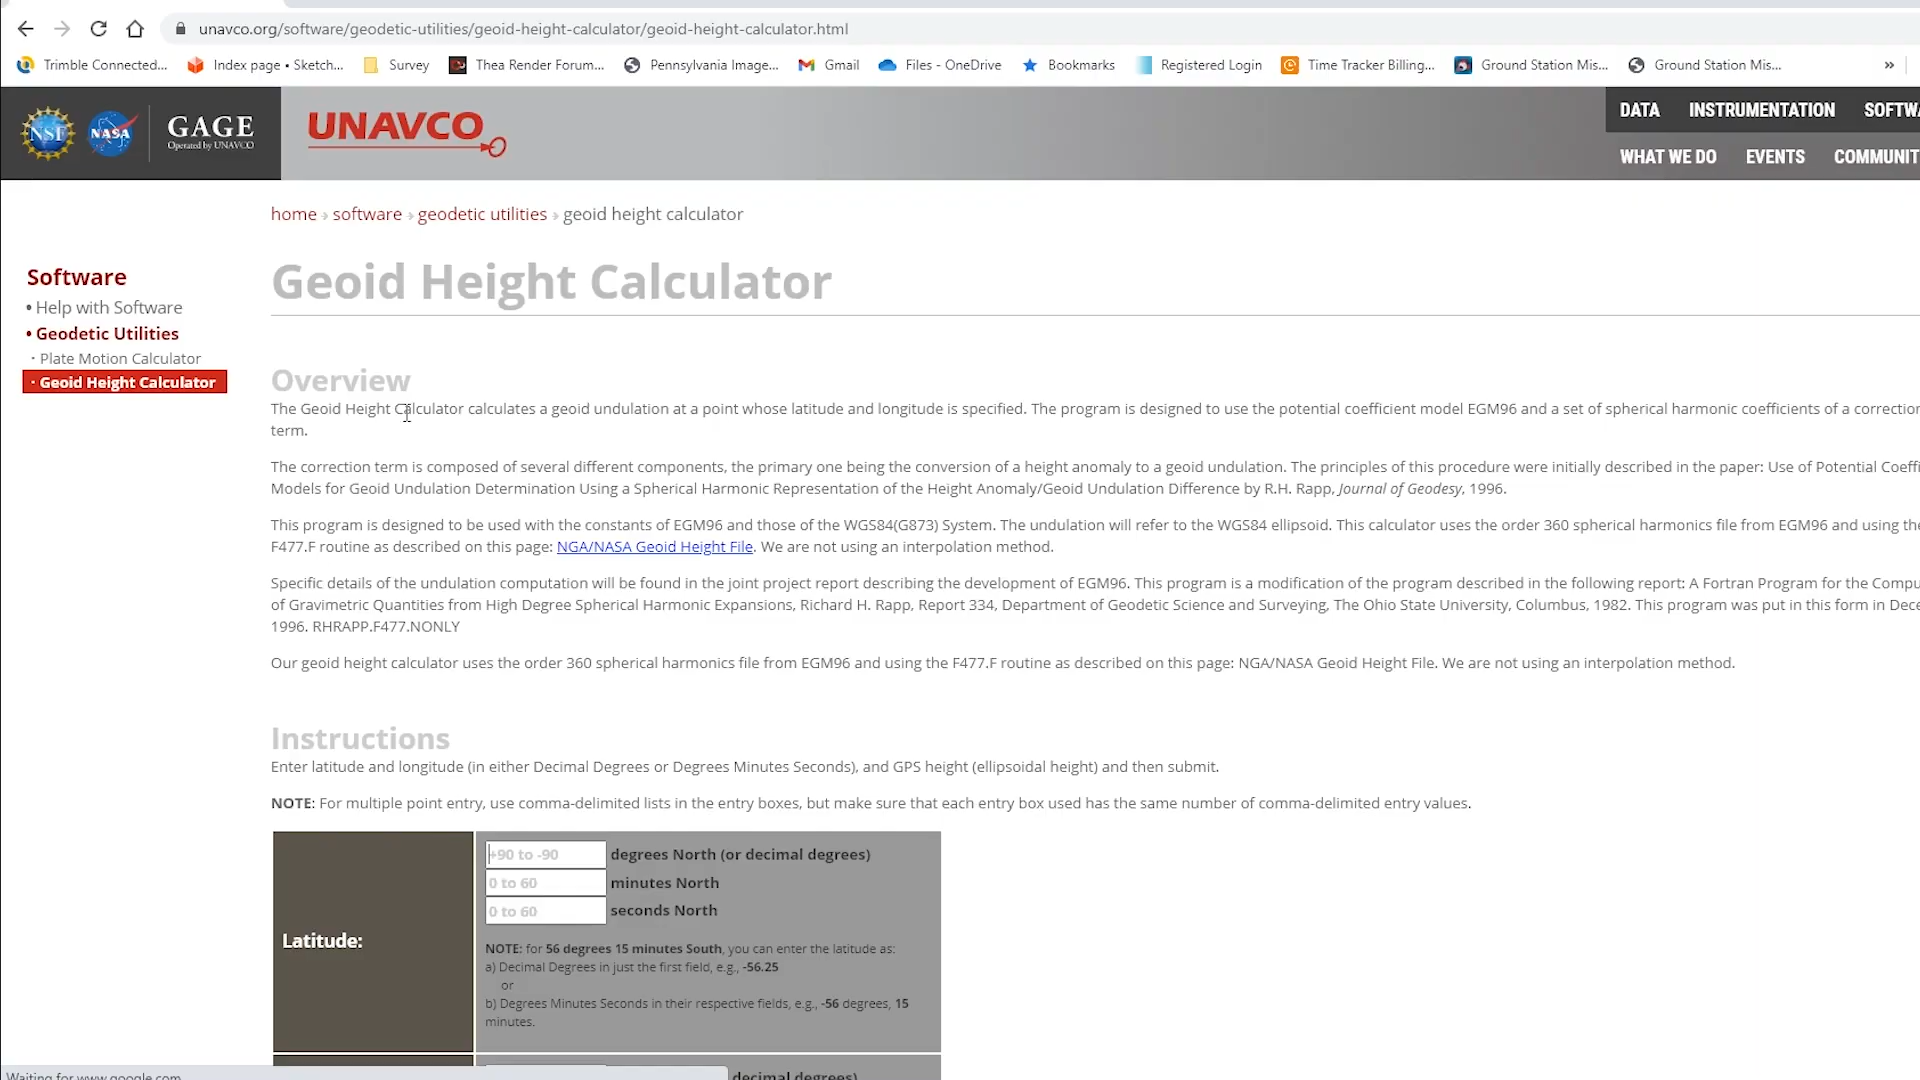 unavco.org/software/geodetic-utilities/geoid-height-calculator/geoid-height-calculator.html
Trimble Connected... Index page • Sketch... Survey Thea Render Forum... Pennsylvania Image... Gmail Files - OneDrive Bookmarks Registered Login Time Tracker Billing... Ground Station Mis... Ground Station Mis... »
NSF NASA GAGE
Operated by UNAVCO
UNAVCO
DATA INSTRUMENTATION SOFTWA
WHAT WE DO EVENTS COMMUNIT
home › software › geodetic utilities › geoid height calculator
Geoid Height Calculator
Software
• Help with Software
• Geodetic Utilities
· Plate Motion Calculator
· Geoid Height Calculator
Overview
The Geoid Height Calculator calculates a geoid undulation at a point whose latitude and longitude is specified. The program is designed to use the potential coefficient model EGM96 and a set of spherical harmonic coefficients of a correction
term.
The correction term is composed of several different components, the primary one being the conversion of a height anomaly to a geoid undulation. The principles of this procedure were initially described in the paper: Use of Potential Coeffi
Models for Geoid Undulation Determination Using a Spherical Harmonic Representation of the Height Anomaly/Geoid Undulation Difference by R.H. Rapp, Journal of Geodesy, 1996.
This program is designed to be used with the constants of EGM96 and those of the WGS84(G873) System. The undulation will refer to the WGS84 ellipsoid. This calculator uses the order 360 spherical harmonics file from EGM96 and using the
F477.F routine as described on this page: NGA/NASA Geoid Height File. We are not using an interpolation method.
Specific details of the undulation computation will be found in the joint project report describing the development of EGM96. This program is a modification of the program described in the following report: A Fortran Program for the Compu
of Gravimetric Quantities from High Degree Spherical Harmonic Expansions, Richard H. Rapp, Report 334, Department of Geodetic Science and Surveying, The Ohio State University, Columbus, 1982. This program was put in this form in Dece
1996. RHRAPP.F477.NONLY
Our geoid height calculator uses the order 360 spherical harmonics file from EGM96 and using the F477.F routine as described on this page: NGA/NASA Geoid Height File. We are not using an interpolation method.
Instructions
Enter latitude and longitude (in either Decimal Degrees or Degrees Minutes Seconds), and GPS height (ellipsoidal height) and then submit.
NOTE: For multiple point entry, use comma-delimited lists in the entry boxes, but make sure that each entry box used has the same number of comma-delimited entry values.
Latitude:
+90 to -90 degrees North (or decimal degrees)
0 to 60 minutes North
0 to 60 seconds North
NOTE: for 56 degrees 15 minutes South, you can enter the latitude as:
a) Decimal Degrees in just the first field, e.g., -56.25
or
b) Degrees Minutes Seconds in their respective fields, e.g., -56 degrees, 15
minutes.
decimal degrees)
Waiting for www.google.com